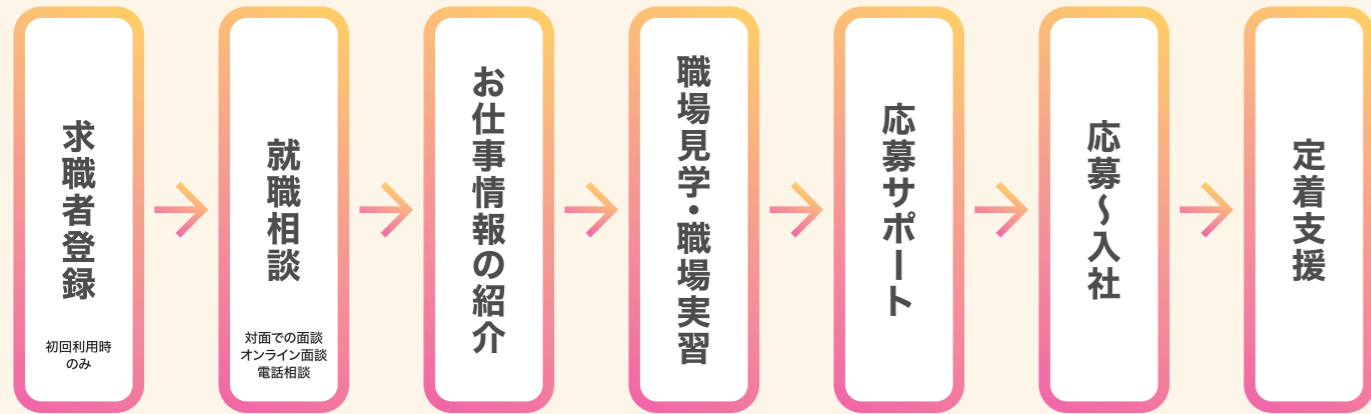 求職者登録
初回利用時
のみ
就職相談
対面での面談
オンライン面談
電話相談
お仕事情報の紹介
職場見学・職場実習
応募サポート
応募〜入社
定着支援